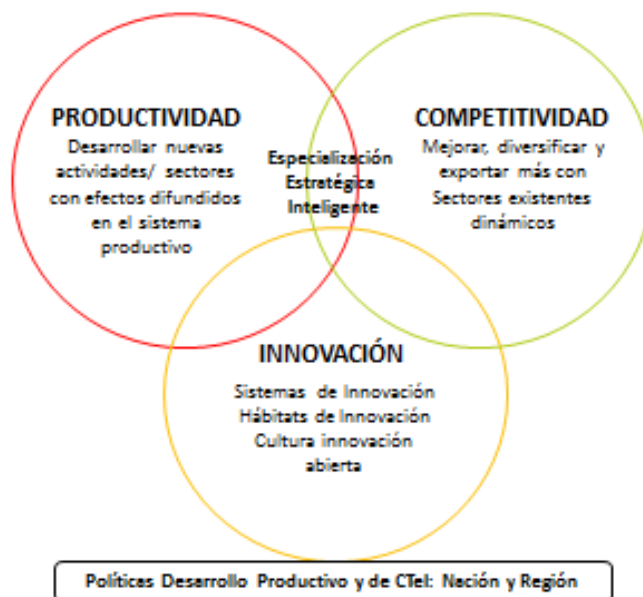 PRODUCTIVIDAD
Desarrollar nuevas
actividades/ sectores
con efectos difundidos
en el sistema
productivo
Especialización
Estratégica
Inteligente
COMPETITIVIDAD
Mejorar, diversificar y
exportar más con
Sectores existentes
dinámicos
INNOVACIÓN
Sistemas de Innovación
Hábitats de Innovación
Cultura innovación
abierta
Políticas Desarrollo Productivo y de CTeI: Nación y Región